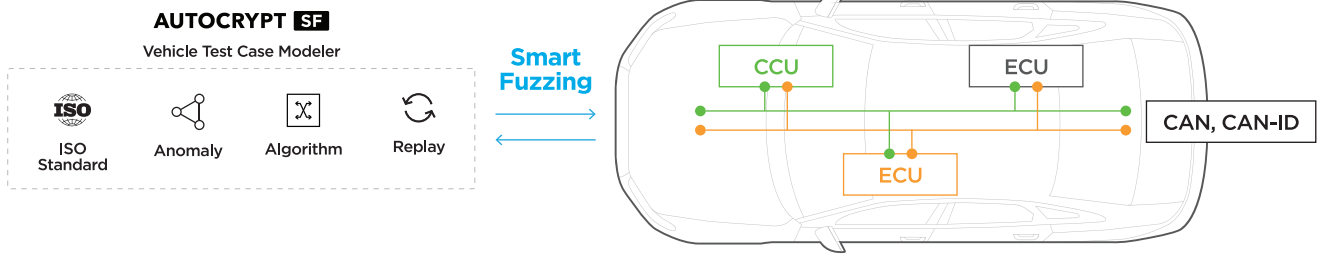 AUTOCRYPT SF
Vehicle Test Case Modeler
ISO
ISO
Standard
Anomaly
Algorithm
Replay
Smart
Fuzzing
CCU
ECU
ECU
CAN, CAN-ID